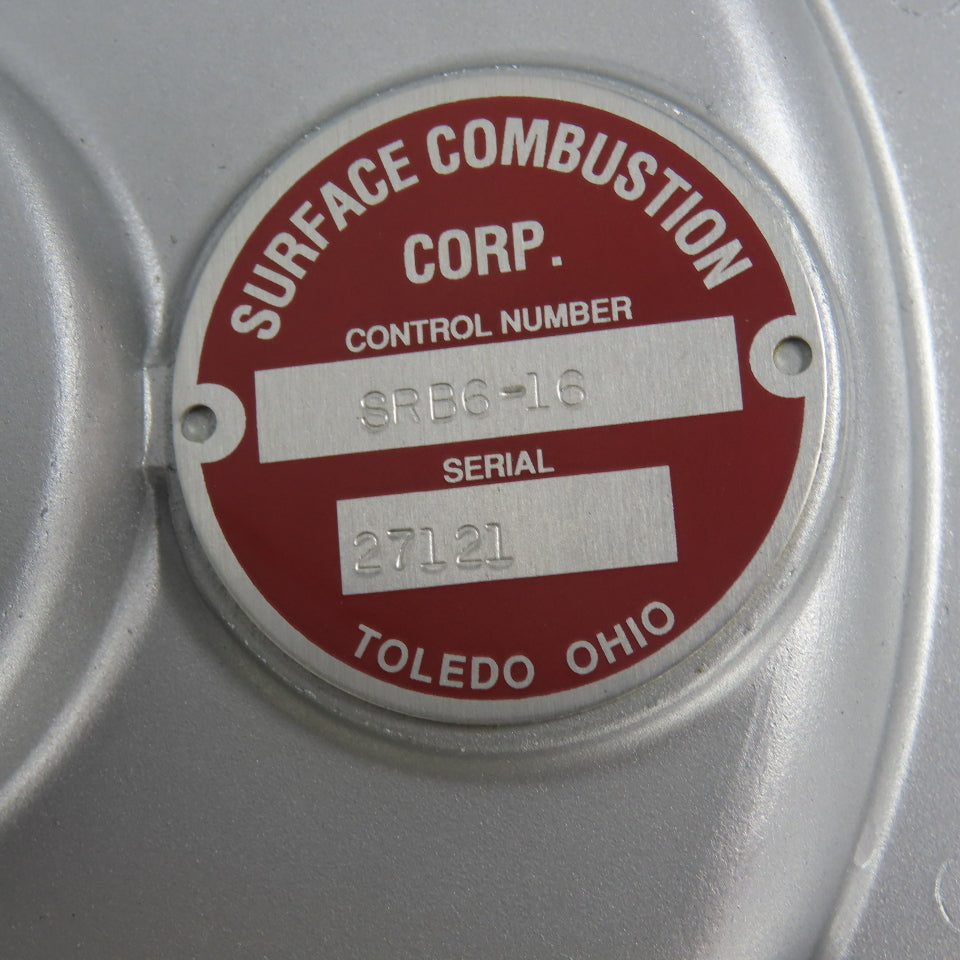 SURFACE COMBUSTION
CORP.
CONTROL NUMBER
SRB6-16
SERIAL
27121
TOLEDO OHIO